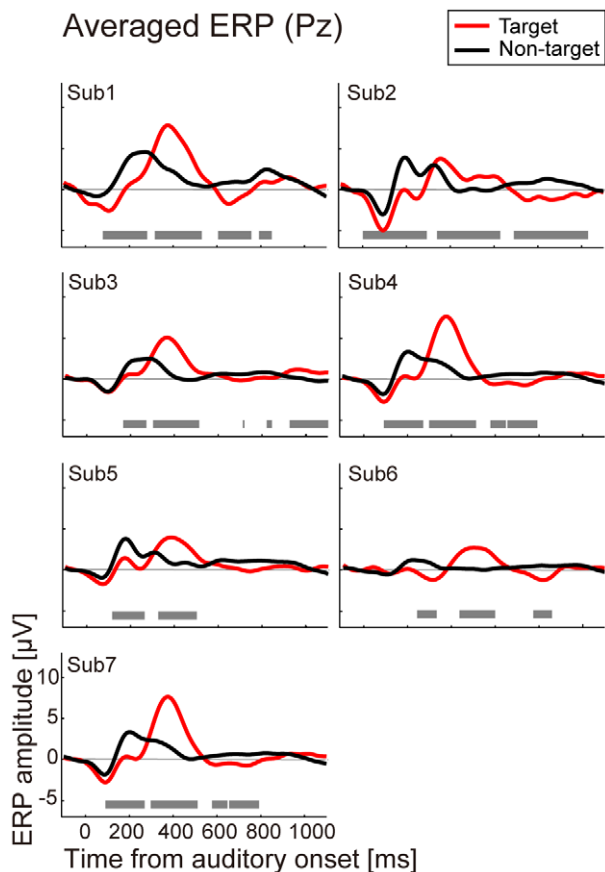 Averaged ERP (Pz)
Target
Non-target
Sub1
Sub2
Sub3
Sub4
Sub5
Sub6
Sub7
ERP amplitude [µV]
10
5
0
-5
0 200 400 600 800 1000
Time from auditory onset [ms]